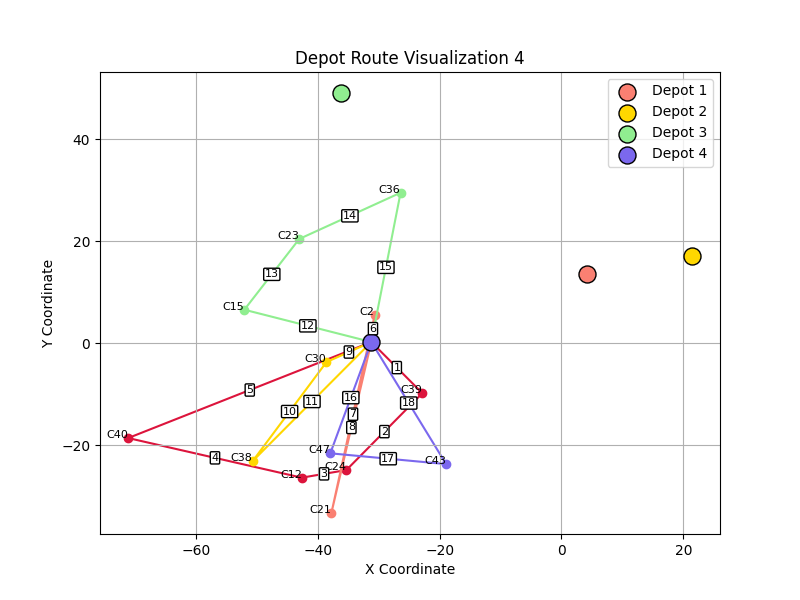 Depot Route Visualization 4
Depot 1
Depot 2
Depot 3
Depot 4
Y Coordinate
40
20
0
−20
C36
14
C23
15
13
C15
C2
12
6
9
C30
1
5
C39
16
11
18
10
7
8
2
C40
C47
4
C38
17
C43
C24
3
C12
C21
−60
−40
−20
0
20
X Coordinate